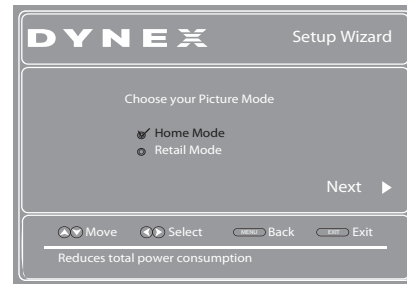 DYNEX Setup Wizard
Choose your Picture Mode
Home Mode
Retail Mode
Next
Move Select MENU Back EXIT Exit
Reduces total power consumption